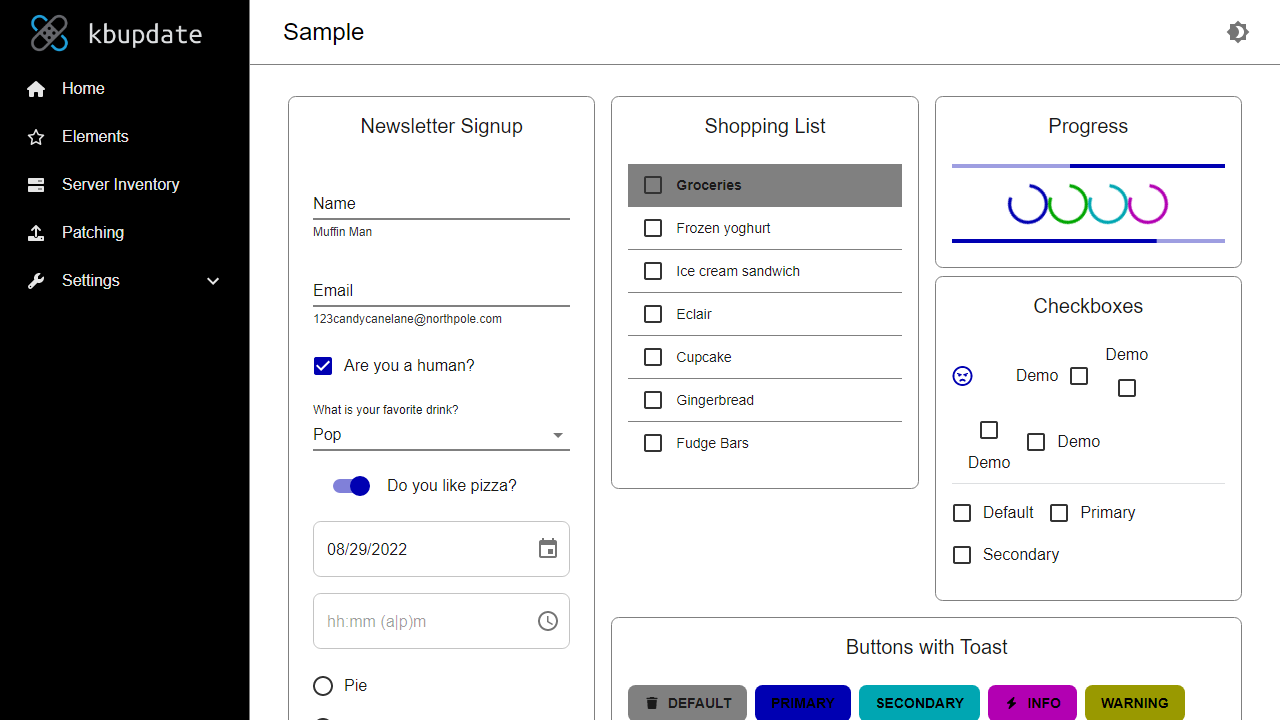 kbupdate
Home
Elements
Server Inventory
Patching
Settings
Sample
Newsletter Signup
Name
Muffin Man
Email
123candycanelane@northpole.com
Are you a human?
What is your favorite drink?
Pop
Do you like pizza?
08/29/2022
hh:mm (a|p)m
Pie
Shopping List
Groceries
Frozen yoghurt
Ice cream sandwich
Eclair
Cupcake
Gingerbread
Fudge Bars
Progress
Checkboxes
Demo
Demo
Demo
Demo
Default
Primary
Secondary
Buttons with Toast
DEFAULT
PRIMARY
SECONDARY
INFO
WARNING